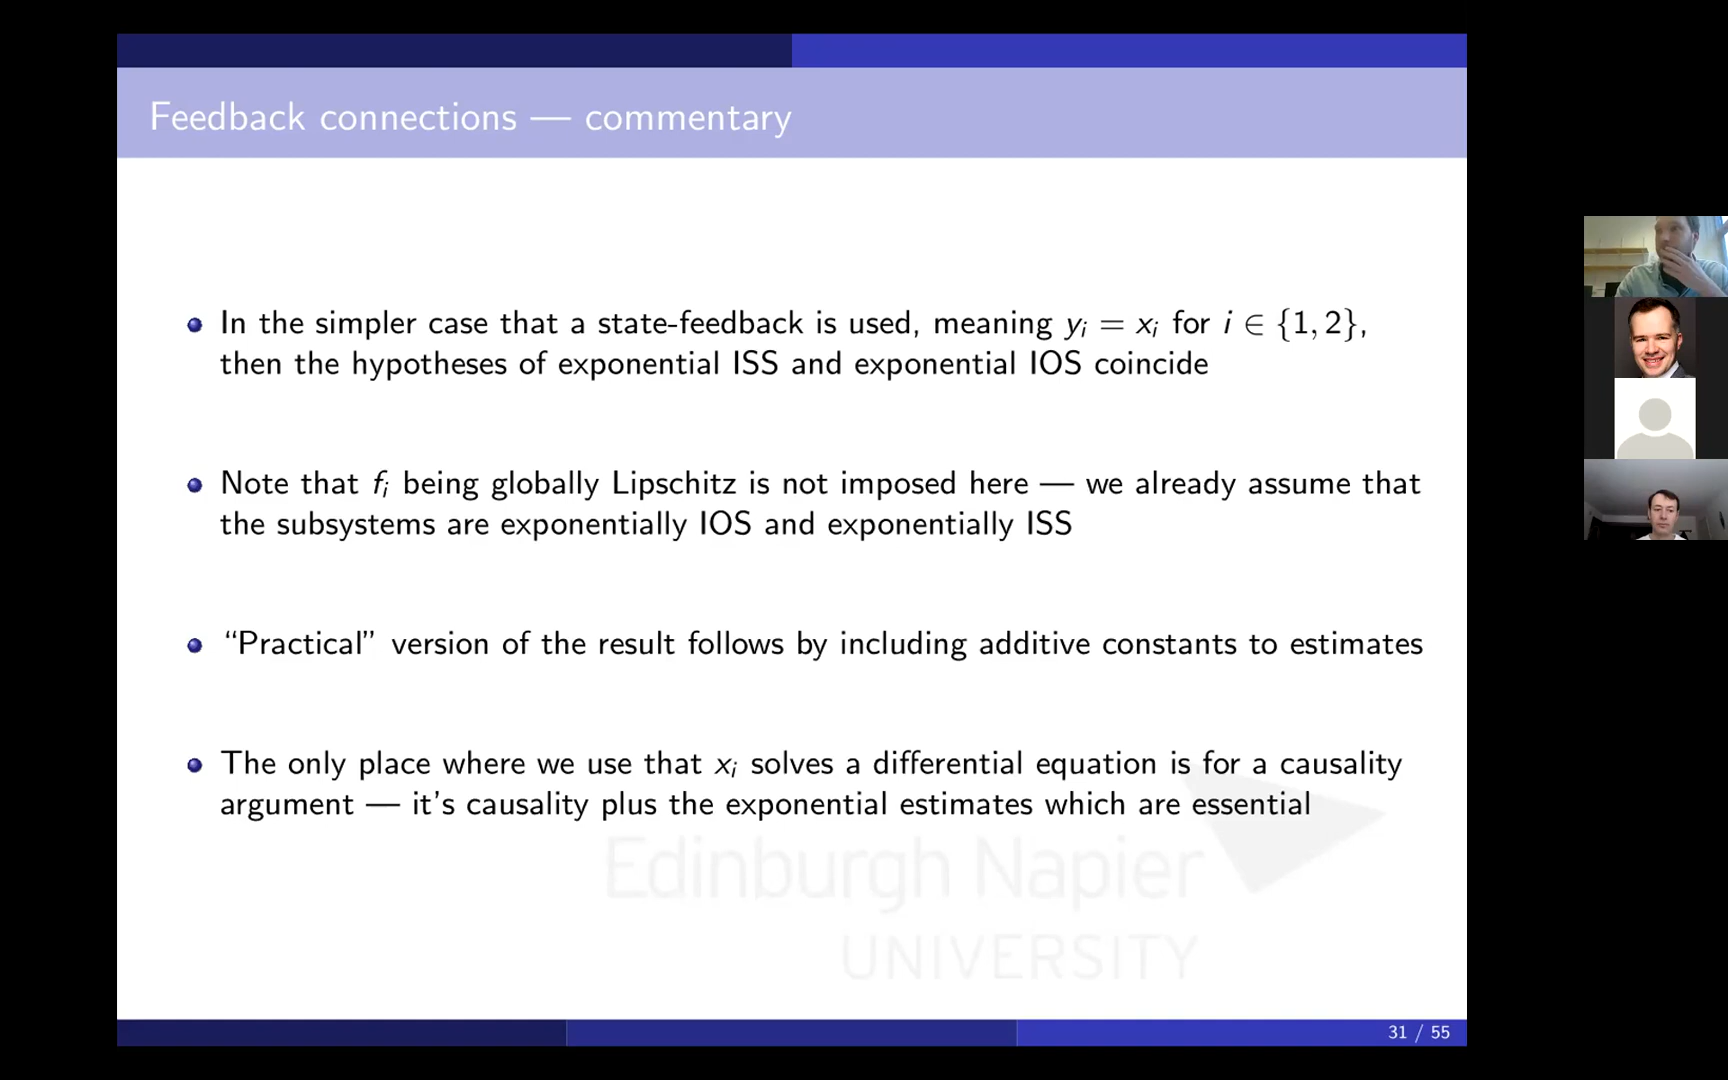 Feedback connections — commentary
In the simpler case that a state-feedback is used, meaning yᵢ = xᵢ for i ∈ {1, 2},
then the hypotheses of exponential ISS and exponential IOS coincide
Note that fᵢ being globally Lipschitz is not imposed here — we already assume that
the subsystems are exponentially IOS and exponentially ISS
“Practical” version of the result follows by including additive constants to estimates
The only place where we use that xᵢ solves a differential equation is for a causality
argument — it’s causality plus the exponential estimates which are essential
Edinburgh Napier
UNIVERSITY
31 / 55